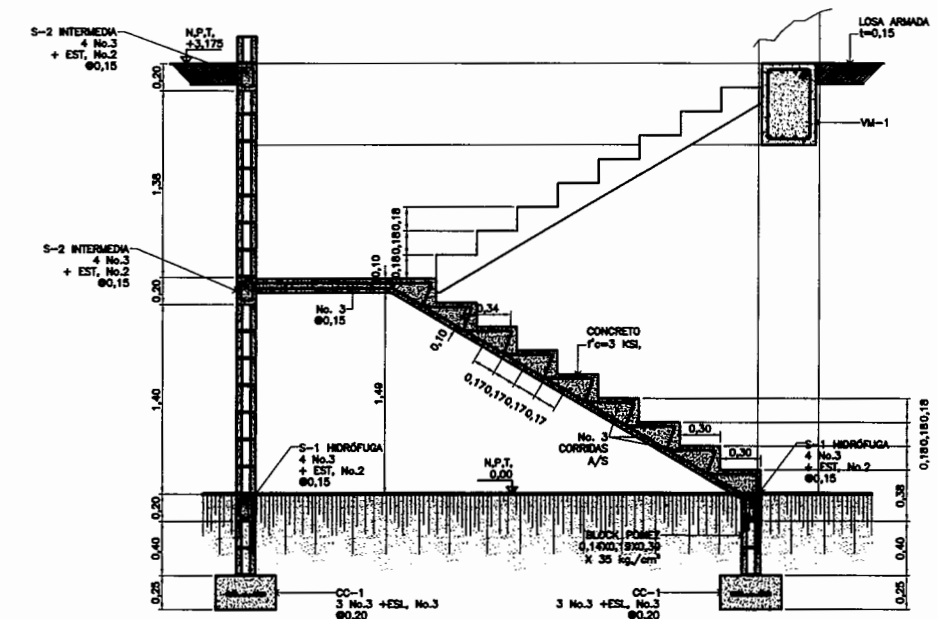 S-2 INTERMEDIA
4 No.3
+ EST, No.2
@0,15
N.P.T,
+3,175
LOSA ARMADA
t=0,15
VM-1
0,20
1,38
0,20
1,40
0,20
0,40
0,25
S-2 INTERMEDIA
4 No.3
+ EST, No.2
@0,15
0,10
0,180,180,18
No. 3
@0,15
0,34
0,10
CONCRETO
f'c=3 KSI,
0,170,170,170,17
1,49
No. 3
CORRIDAS
A/S
0,30
0,30
0,180,180,18
S-1 HIDRÓFUGA
4 No.3
+ EST, No.2
@0,15
N.P.T,
0,00
S-1 HIDRÓFUGA
4 No.3
+ EST, No.2
@0,15
0,38
0,40
0,25
BLOCK POMEZ
X 35 kg./cm²
CC-1
3 No.3 +ESL, No.3
@0,20
CC-1
3 No.3 +ESL, No.3
@0,20